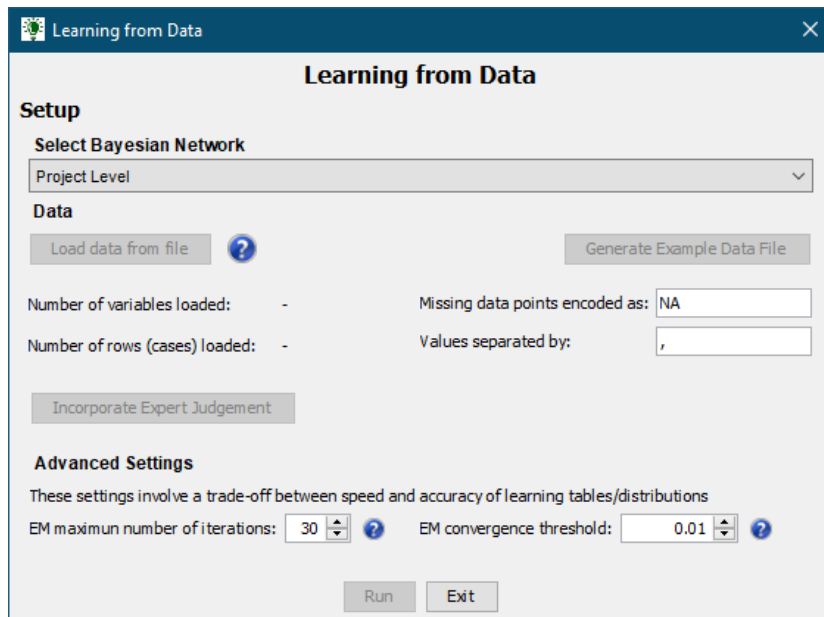 Learning from Data
Learning from Data
Setup
Select Bayesian Network
Project Level
Data
Load data from file
Generate Example Data File
Number of variables loaded: -
Missing data points encoded as: NA
Number of rows (cases) loaded: -
Values separated by: ,
Incorporate Expert Judgement
Advanced Settings
These settings involve a trade-off between speed and accuracy of learning tables/distributions
EM maximun number of iterations: 30
EM convergence threshold: 0.01
Run
Exit